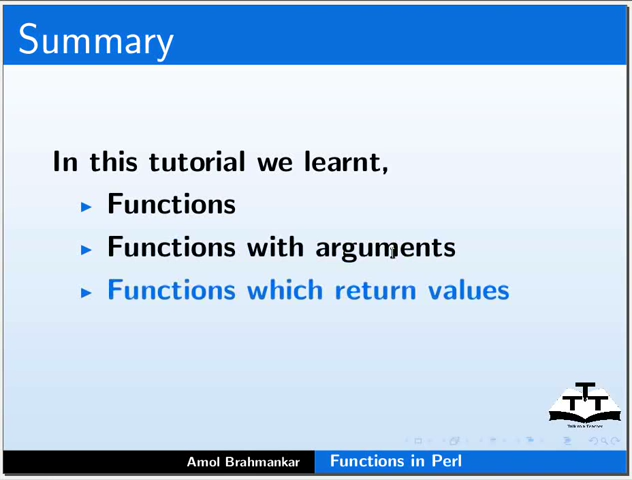 Summary
In this tutorial we learnt,
Functions
Functions with arguments
Functions which return values
Amol Brahmankar
Functions in Perl